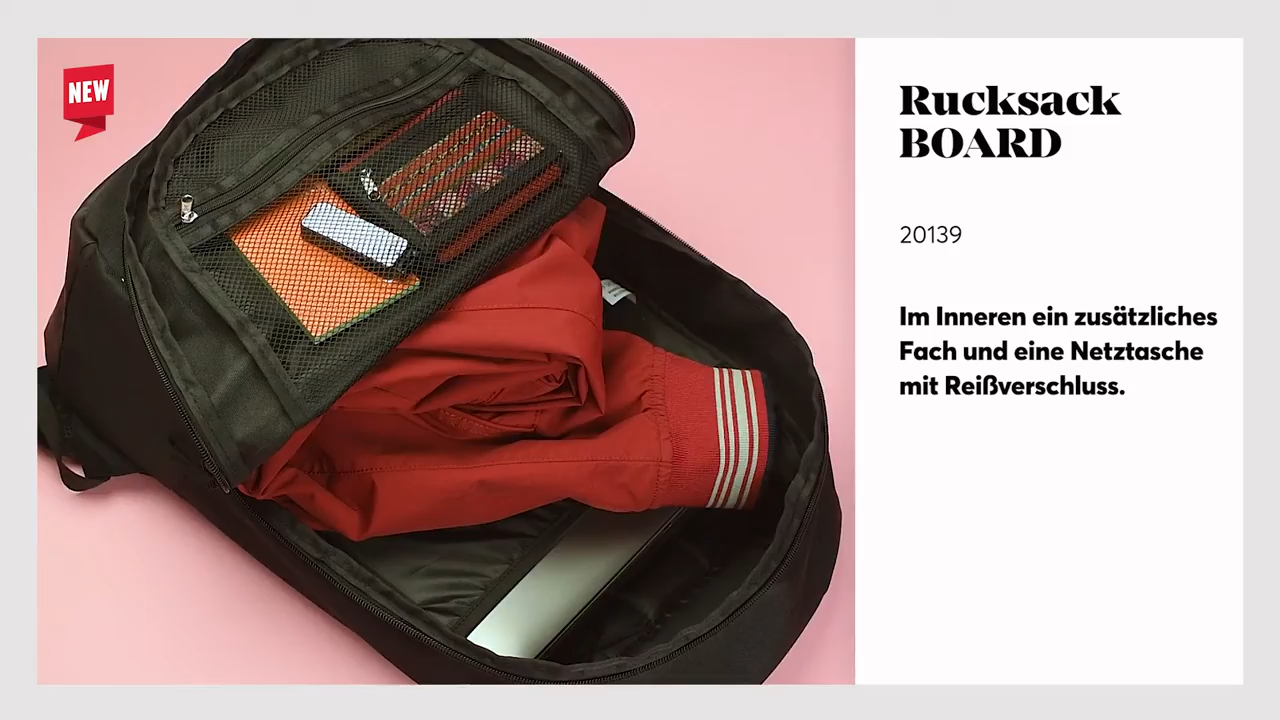 NEW
Rucksack
BOARD
20139
Im Inneren ein zusätzliches
Fach und eine Netztasche
mit Reißverschluss.